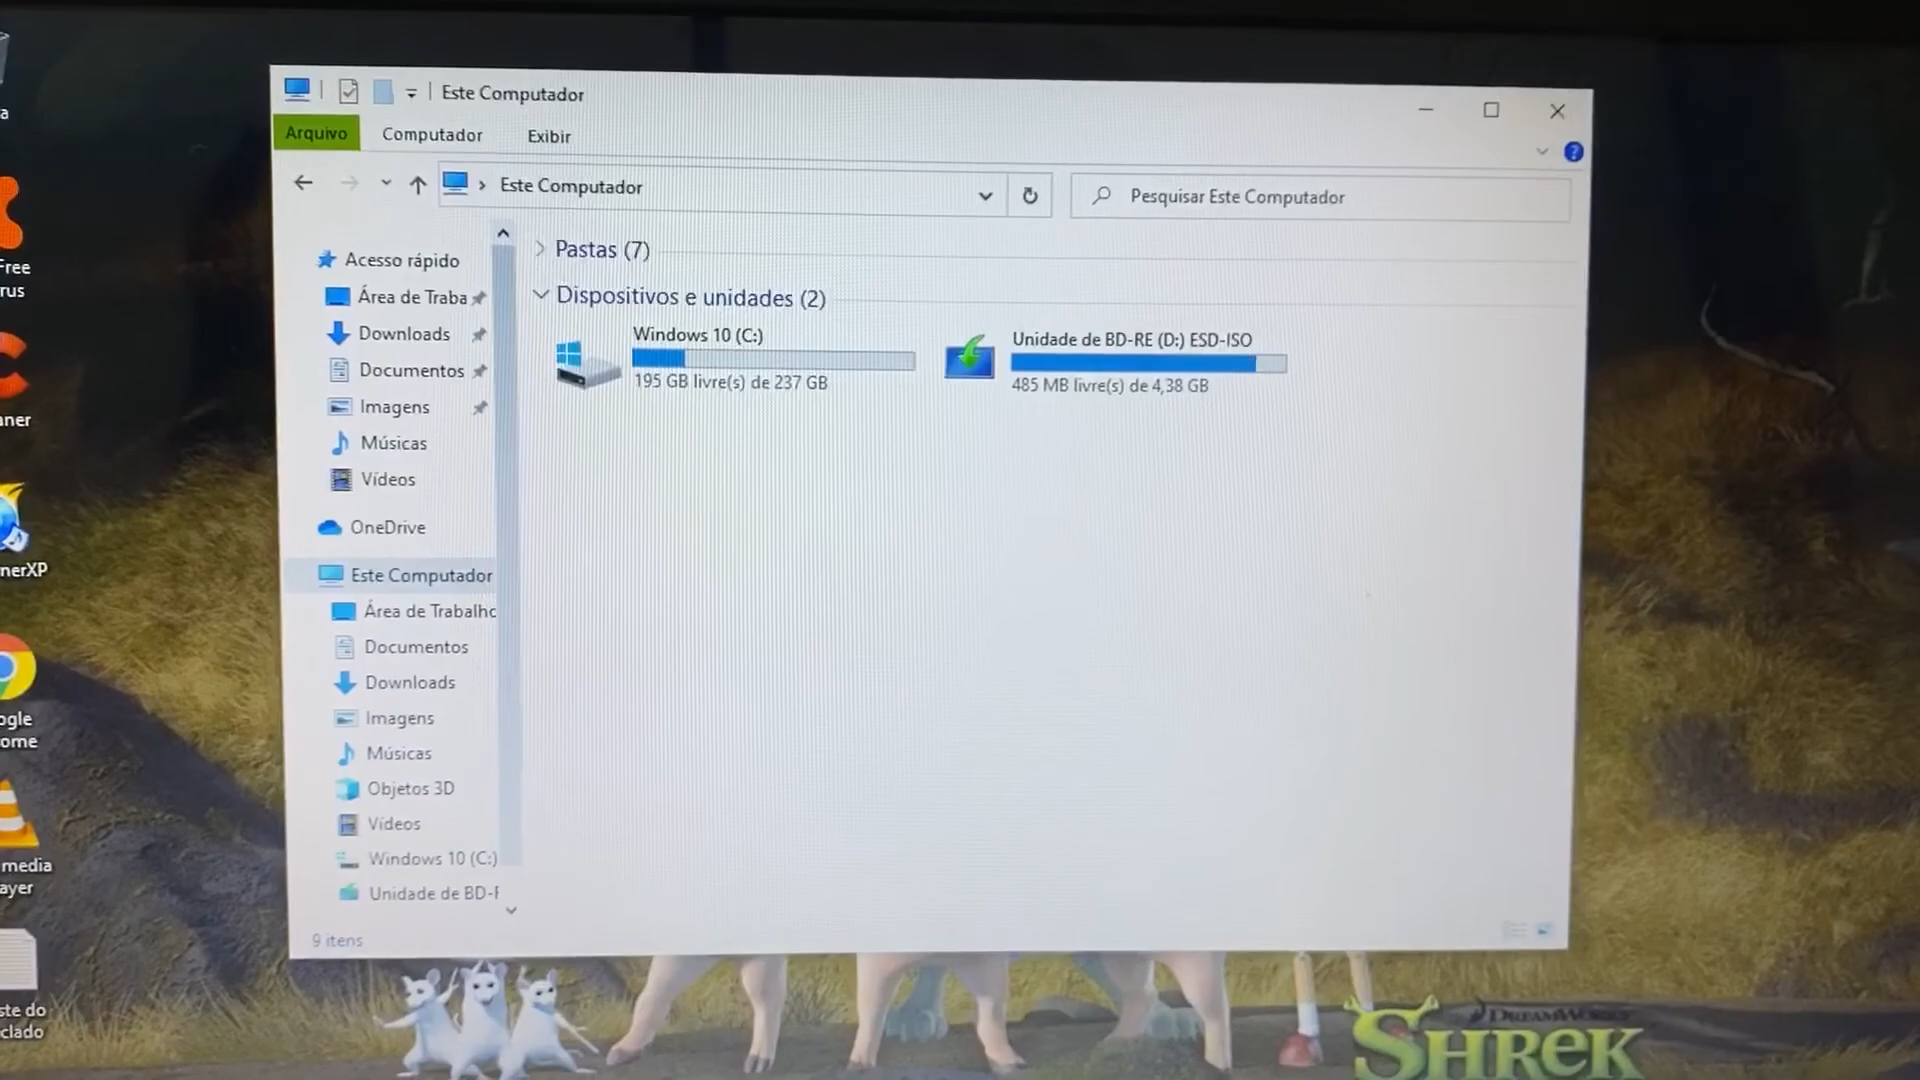 Este Computador
Arquivo
Computador
Exibir
Este Computador
Pesquisar Este Computador
Acesso rápido
Área de Traba
Downloads
Documentos
Imagens
Músicas
Vídeos
OneDrive
Este Computador
Área de Trabalho
Documentos
Downloads
Imagens
Músicas
Objetos 3D
Vídeos
Windows 10 (C:)
Unidade de BD-R
9 itens
Pastas (7)
Dispositivos e unidades (2)
Windows 10 (C:)
195 GB livre(s) de 237 GB
Unidade de BD-RE (D:) ESD-ISO
485 MB livre(s) de 4,38 GB
a
Free
rus
aner
nerXP
ogle
ome
media
ayer
ste do
clado
DREAMWORKS
SHREK